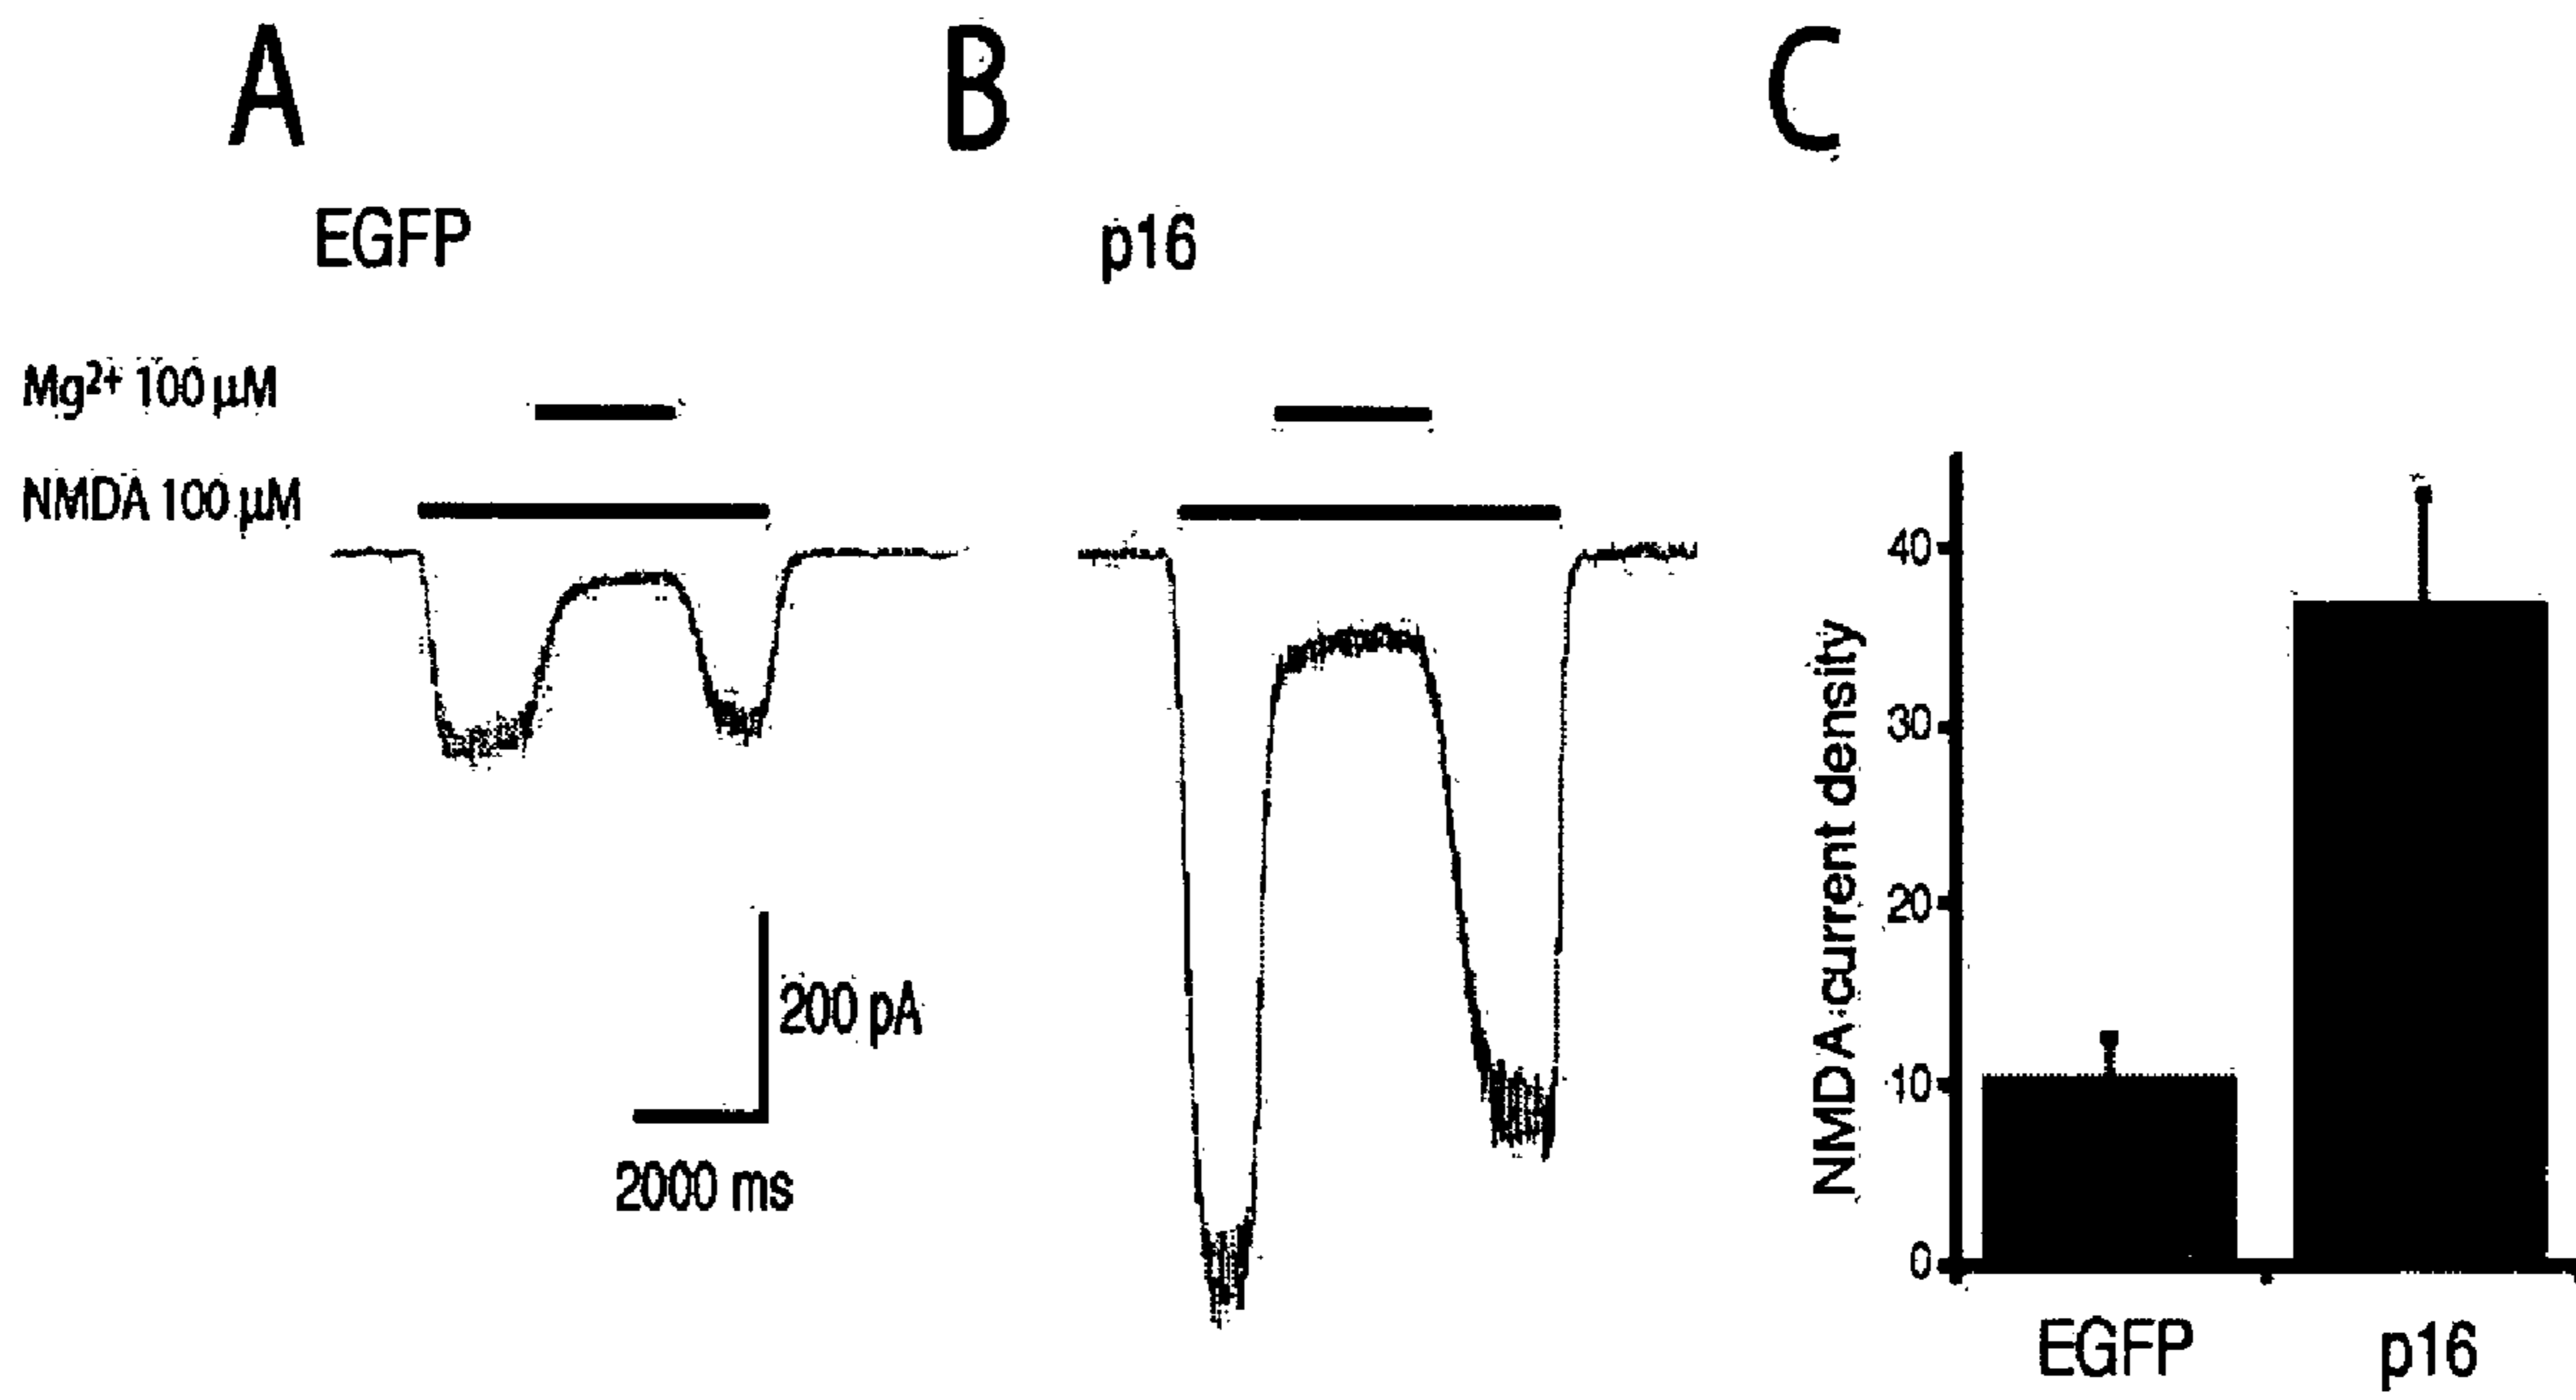 A
B
C
EGFP
p16
Mg²⁺ 100 µM
NMDA 100 µM
200 pA
2000 ms
NMDA current density
40
30
20
10
0
EGFP
p16